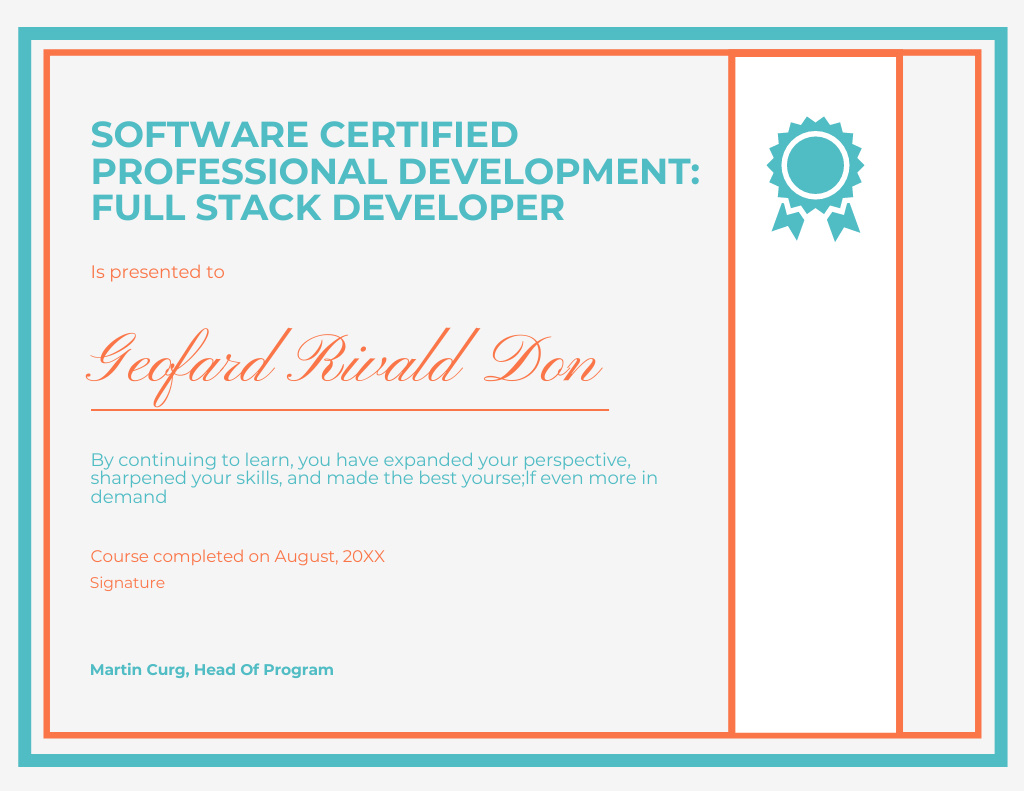 SOFTWARE CERTIFIED
PROFESSIONAL DEVELOPMENT:
FULL STACK DEVELOPER
Is presented to
Geofard Rivald Don
By continuing to learn, you have expanded your perspective,
sharpened your skills, and made the best yourse;lf even more in
demand
Course completed on August, 20XX
Signature
Martin Curg, Head Of Program